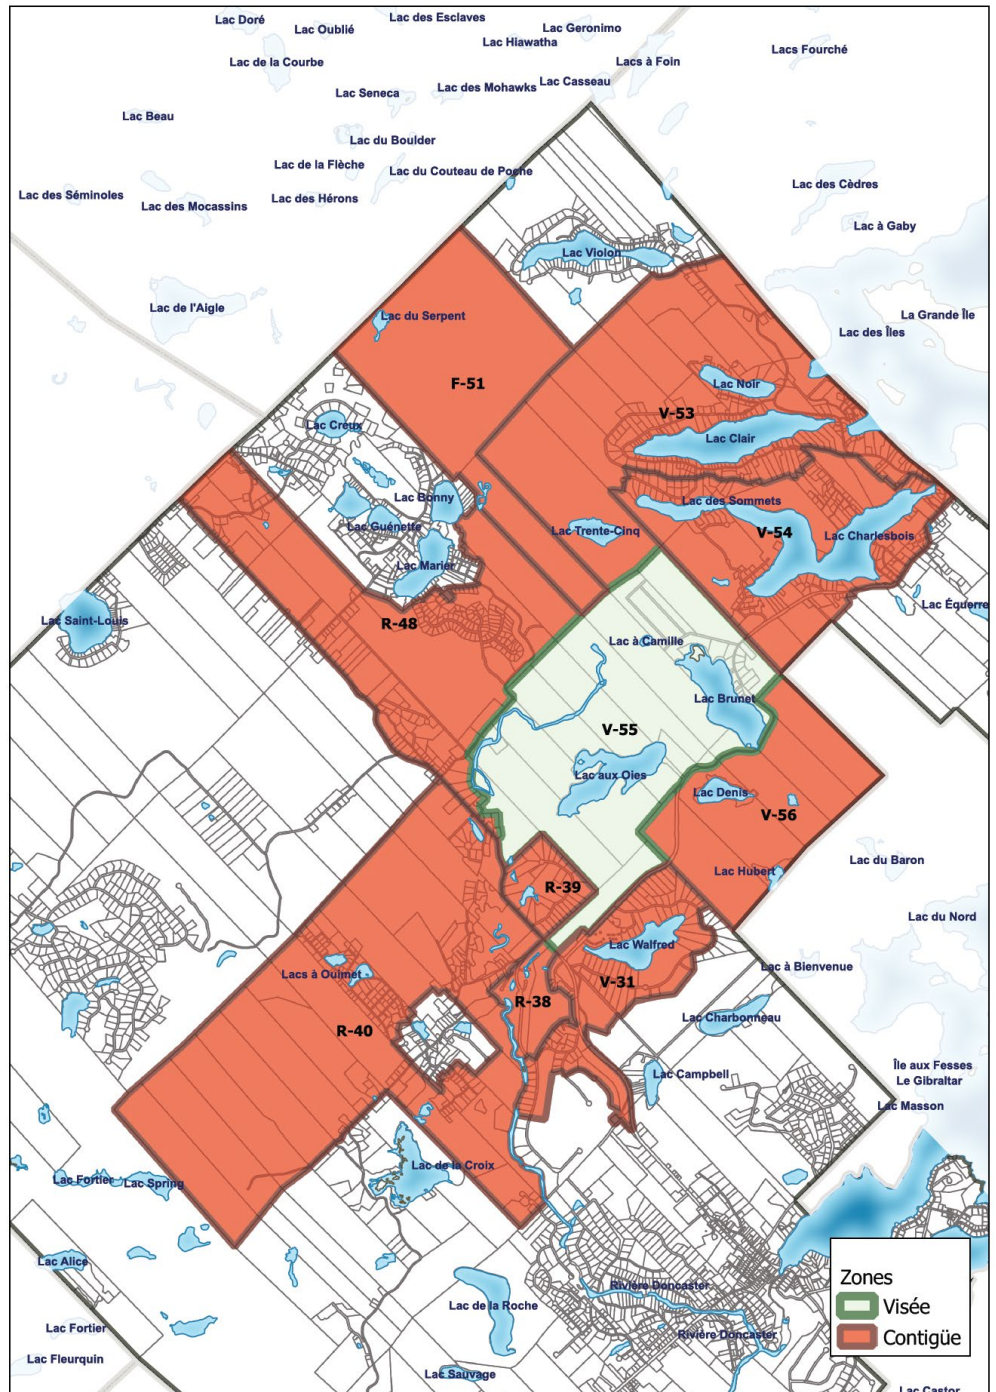 Lac des Esclaves
Lac Doré
Lac Oublié
Lac Geronimo
Lac Hiawatha
Lacs Fourché
Lac de la Courbe
Lacs à Foin
Lac Casseau
Lac des Mohawks
Lac Seneca
Lac Beau
Lac du Boulder
Lac de la Flèche
Lac du Couteau de Poche
Lac des Cèdres
Lac des Séminoles
Lac des Hérons
Lac des Mocassins
Lac à Gaby
Lac Violon
Lac de l'Aigle
Lac du Serpent
La Grande Île
Lac des Îles
F-51
Lac Noir
V-53
Lac Creux
Lac Clair
Lac Bonny
Lac des Sommets
Lac Guénette
Lac Trente-Cinq
V-54
Lac Charlesbois
Lac Marier
Lac Équerre
Lac Saint-Louis
R-48
Lac à Camille
Lac Brunet
V-55
Lac aux Oies
Lac Denis
V-56
Lac du Baron
Lac Hubert
R-39
Lac du Nord
Lac Walfred
Lac à Bienvenue
Lacs à Ouimet
V-31
R-38
Lac Charbonneau
R-40
Île aux Fesses
Lac Campbell
Le Gibraltar
Lac Masson
Lac de la Croix
Lac Fortier
Lac Spring
Lac Alice
Zones
Rivière Doncaster
Visée
Lac de la Roche
Lac Fortier
Rivière Doncaster
Contigüe
Lac Fleurquin
Lac Sauvage
Lac Castor